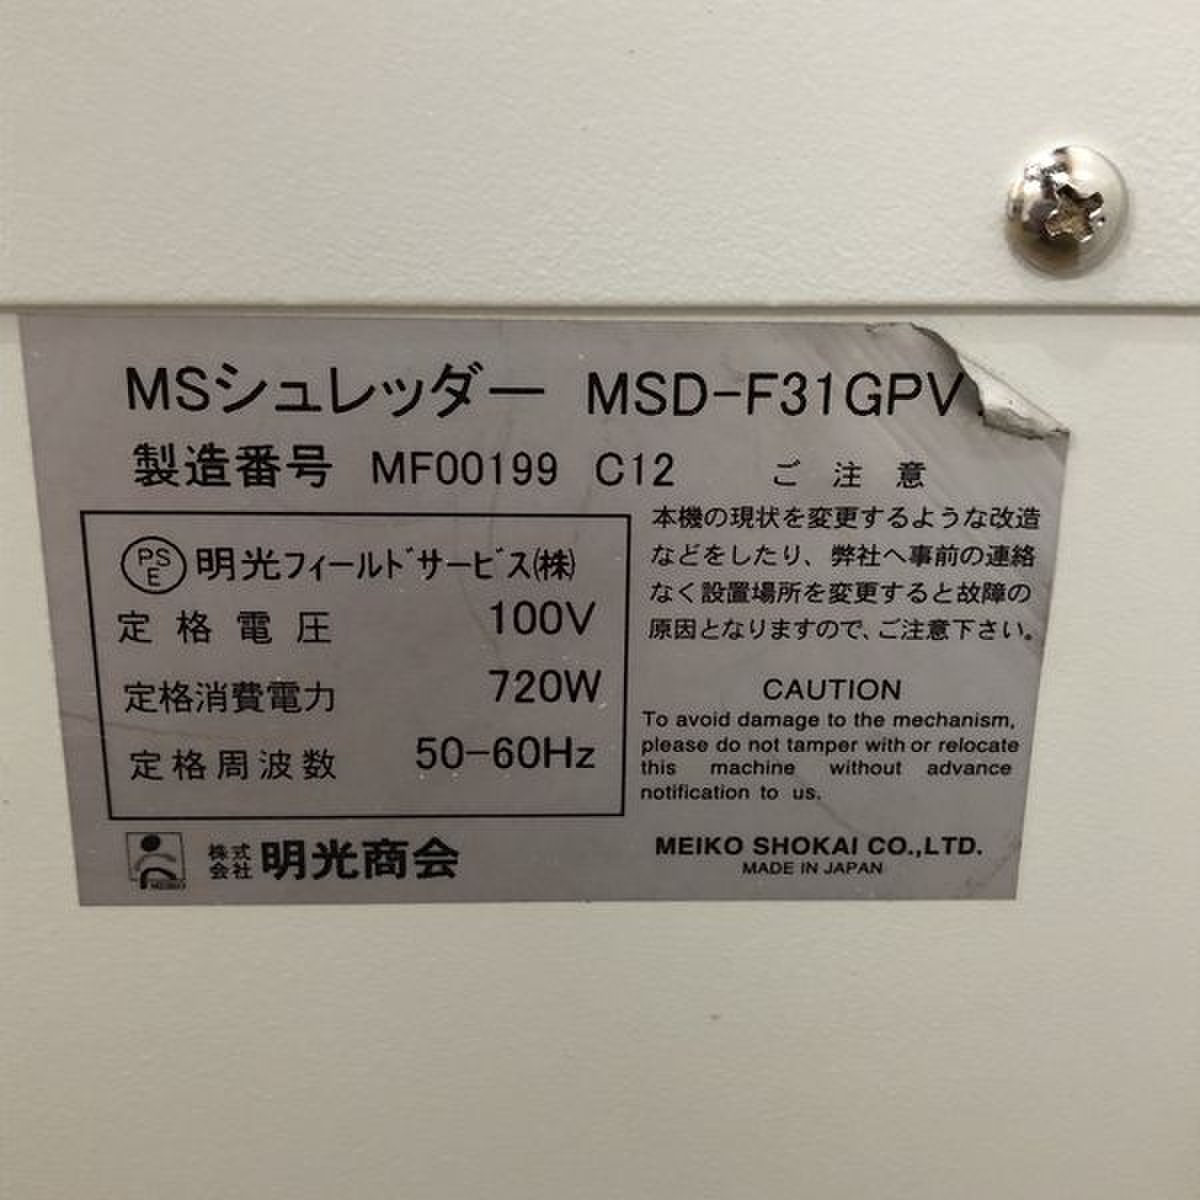 MSシュレッダー MSD-F31GPV
製造番号 MF00199 C12
ご注意
本機の現状を変更するような改造
などをしたり、弊社へ事前の連絡
なく設置場所を変更すると故障の
原因となりますので、ご注意下さい。
PS
E
明光フィールドサービス(株)
定格電圧 100V
定格消費電力 720W
定格周波数 50-60Hz
CAUTION
To avoid damage to the mechanism,
please do not tamper with or relocate
this machine without advance
notification to us.
MEIKO
株式
会社
明光商会
MEIKO SHOKAI CO.,LTD.
MADE IN JAPAN